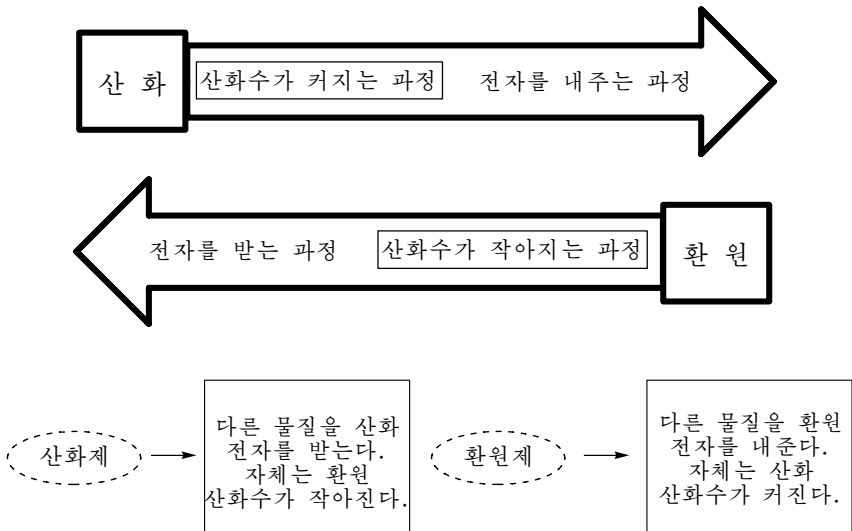 산 화 산화수가 커지는 과정 전자를 내주는 과정
전자를 받는 과정 산화수가 작아지는 과정 환 원
산화제
다른 물질을 산화
전자를 받는다.
자체는 환원
산화수가 작아진다.
환원제
다른 물질을 환원
전자를 내준다.
자체는 산화
산화수가 커진다.